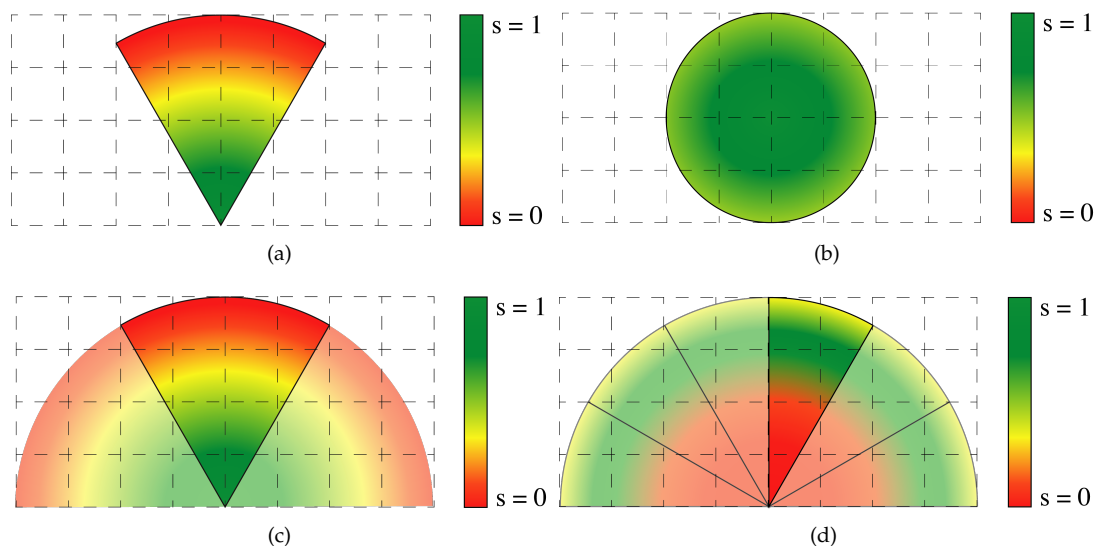 s = 1
s = 0
(a)
s = 1
s = 0
(b)
s = 1
s = 0
(c)
s = 1
s = 0
(d)